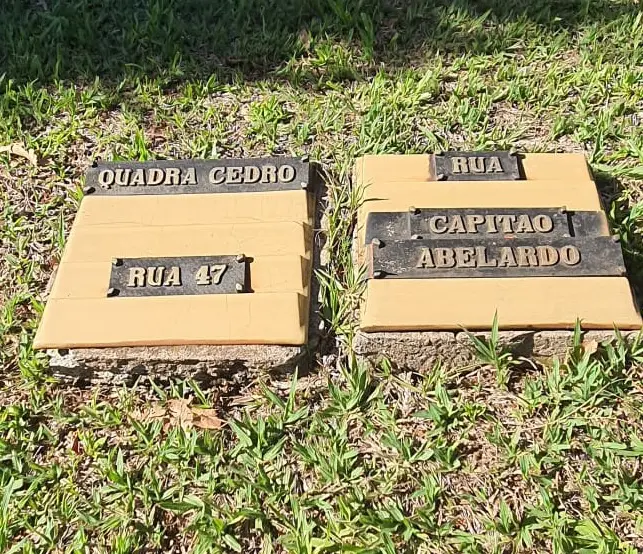 QUADRA CEDRO
RUA 47
RUA
CAPITAO
ABELARDO